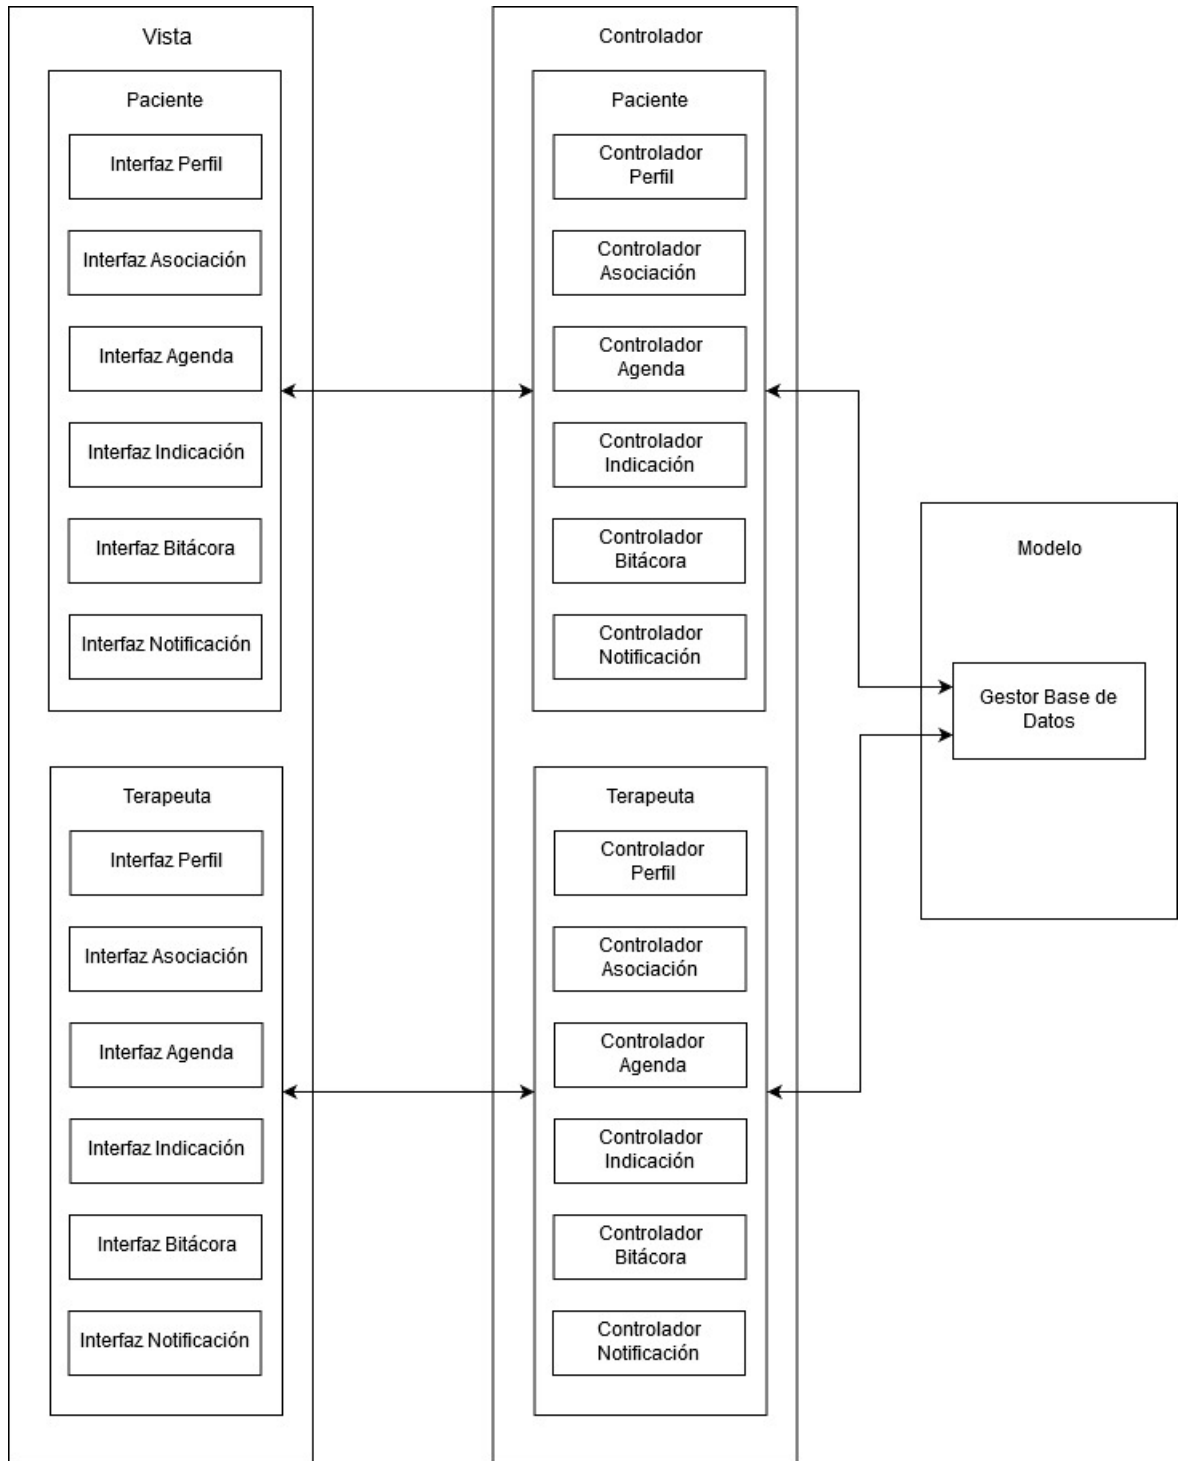 Vista
Paciente
Interfaz Perfil
Interfaz Asociación
Interfaz Agenda
Interfaz Indicación
Interfaz Bitácora
Interfaz Notificación
Terapeuta
Interfaz Perfil
Interfaz Asociación
Interfaz Agenda
Interfaz Indicación
Interfaz Bitácora
Interfaz Notificación
Controlador
Paciente
Controlador
Perfil
Controlador
Asociación
Controlador
Agenda
Controlador
Indicación
Controlador
Bitácora
Controlador
Notificación
Terapeuta
Controlador
Perfil
Controlador
Asociación
Controlador
Agenda
Controlador
Indicación
Controlador
Bitácora
Controlador
Notificación
Modelo
Gestor Base de
Datos